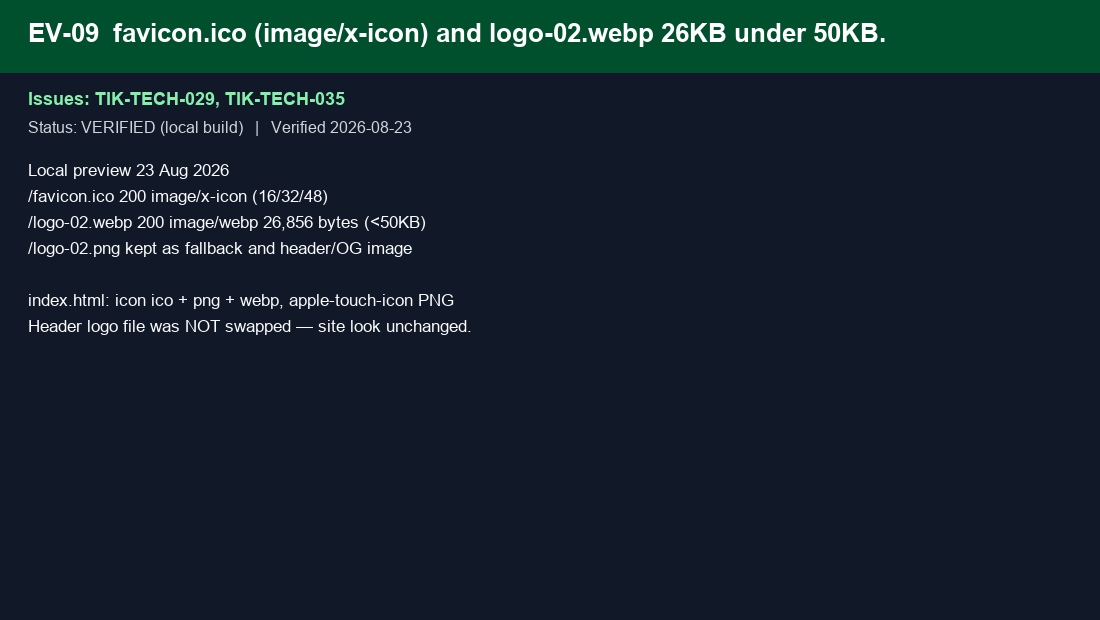 EV-09  favicon.ico (image/x-icon) and logo-02.webp 26KB under 50KB.
Issues: TIK-TECH-029, TIK-TECH-035
Status: VERIFIED (local build)  |  Verified 2026-08-23
Local preview 23 Aug 2026
/favicon.ico 200 image/x-icon (16/32/48)
/logo-02.webp 200 image/webp 26,856 bytes (<50KB)
/logo-02.png kept as fallback and header/OG image
index.html: icon ico + png + webp, apple-touch-icon PNG
Header logo file was NOT swapped — site look unchanged.